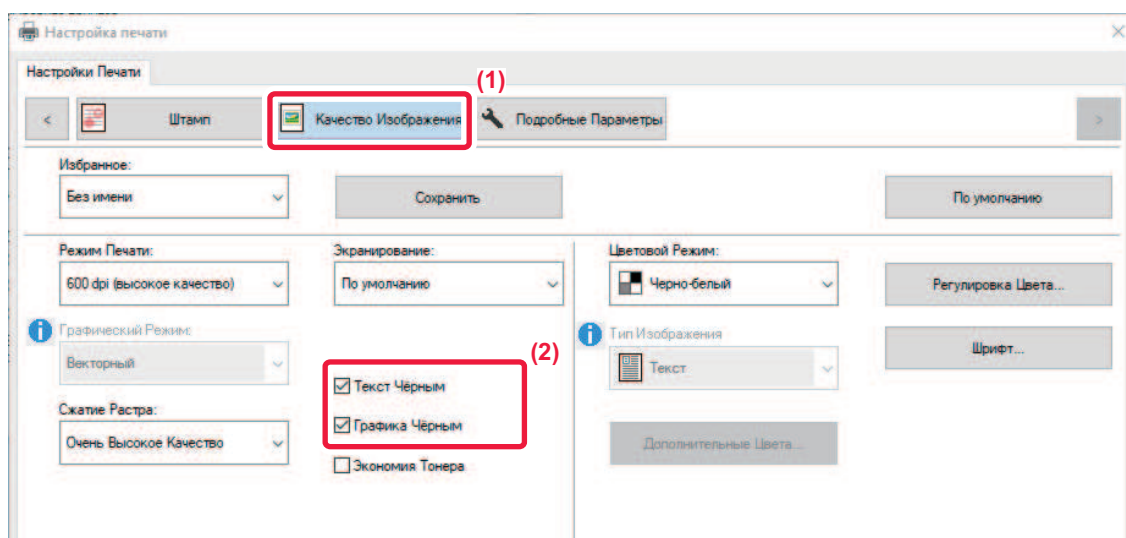 Настройка печати
Настройки Печати
(1)
< Штамп Качество Изображения Подробные Параметры >
Избранное:
Без имени Сохранить По умолчанию
Режим Печати: Экранирование: Цветовой Режим:
600 dpi (высокое качество) По умолчанию Черно-белый Регулировка Цвета...
Графический Режим: Тип Изображения
Векторный (2) Текст Шрифт...
Текст Чёрным
Сжатие Растра:
Графика Чёрным
Очень Высокое Качество Дополнительные Цвета...
Экономия Тонера